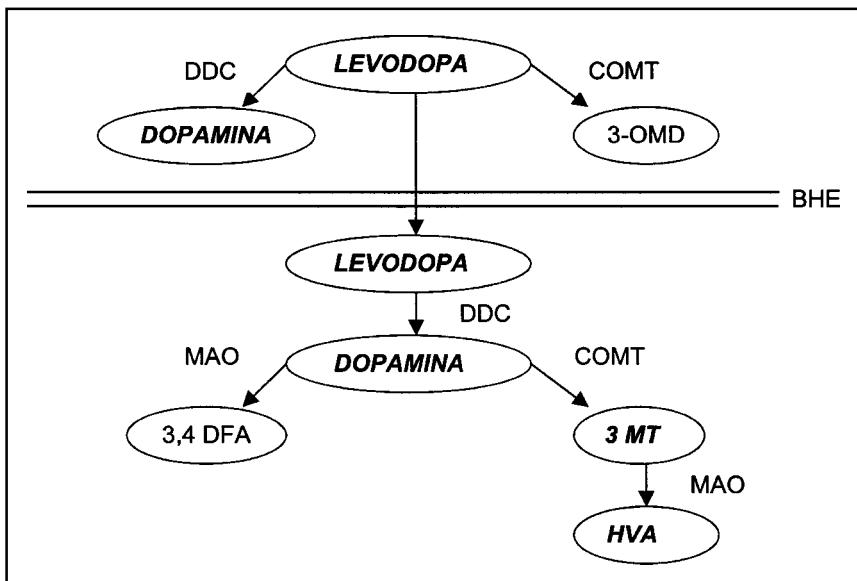 DDC LEVODOPA COMT
DOPAMINA 3-OMD
BHE
LEVODOPA
DDC
MAO DOPAMINA COMT
3,4 DFA 3 MT
MAO
HVA